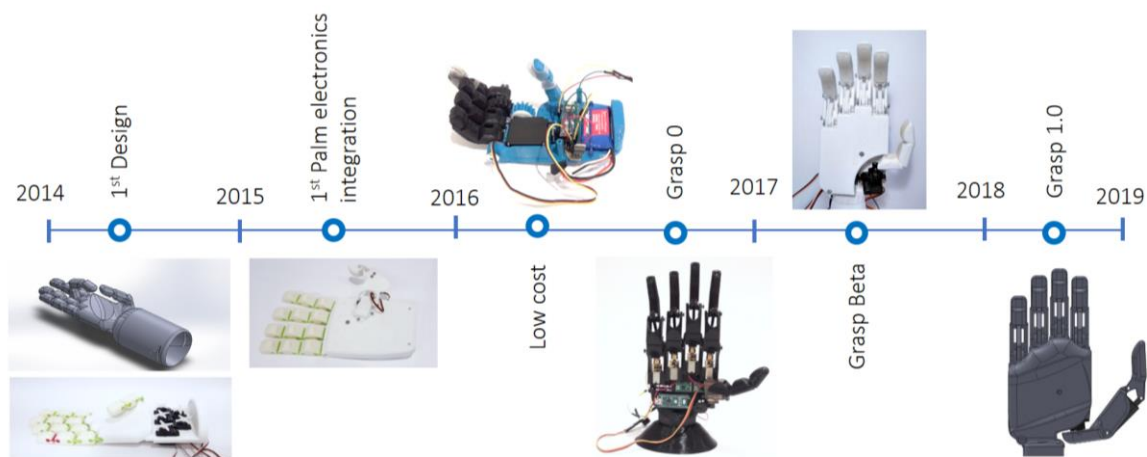 2014
1st Design
2015
1st Palm electronics
integration
2016
Low cost
Grasp 0
2017
Grasp Beta
2018
Grasp 1.0
2019